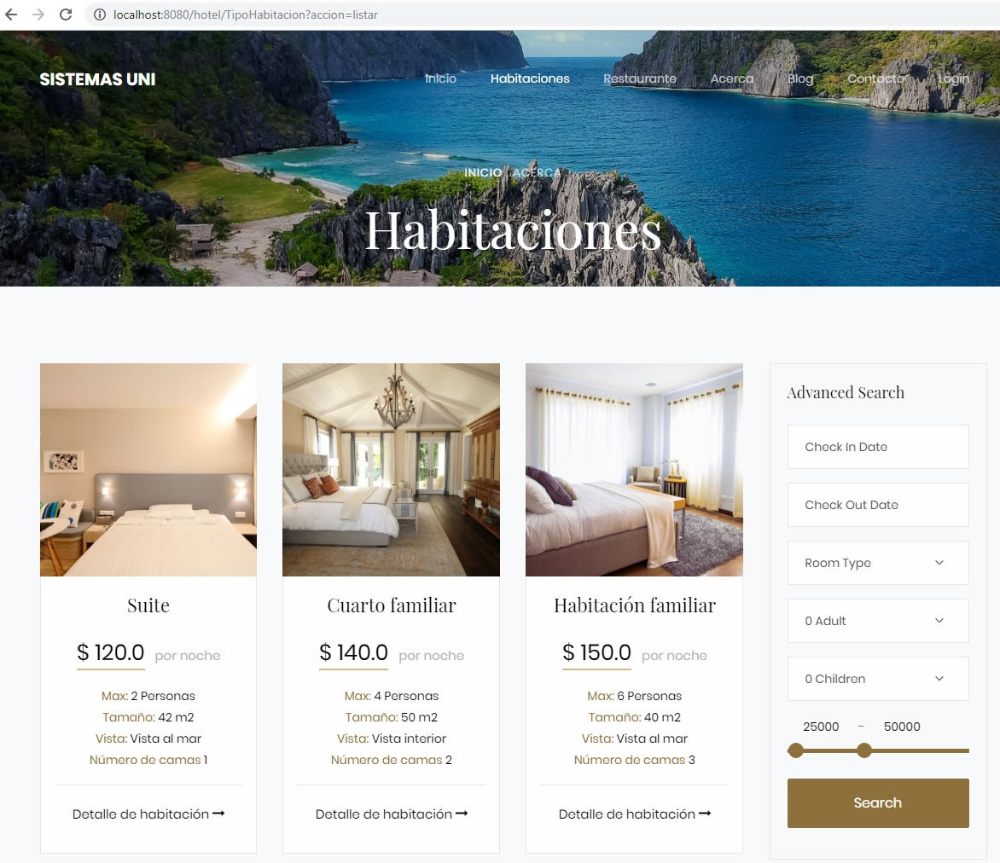 localhost:8080/hotel/TipoHabitacion?accion=listar
SISTEMAS UNI
Inicio Habitaciones Restaurante Acerca Blog Contacto Login
INICIO ACERCA
Habitaciones
Suite
$ 120.0 por noche
Max: 2 Personas
Tamaño: 42 m2
Vista: Vista al mar
Número de camas 1
Detalle de habitación
Cuarto familiar
$ 140.0 por noche
Max: 4 Personas
Tamaño: 50 m2
Vista: Vista interior
Número de camas 2
Detalle de habitación
Habitación familiar
$ 150.0 por noche
Max: 6 Personas
Tamaño: 40 m2
Vista: Vista al mar
Número de camas 3
Detalle de habitación
Advanced Search
Check In Date
Check Out Date
Room Type
0 Adult
0 Children
25000 – 50000
Search